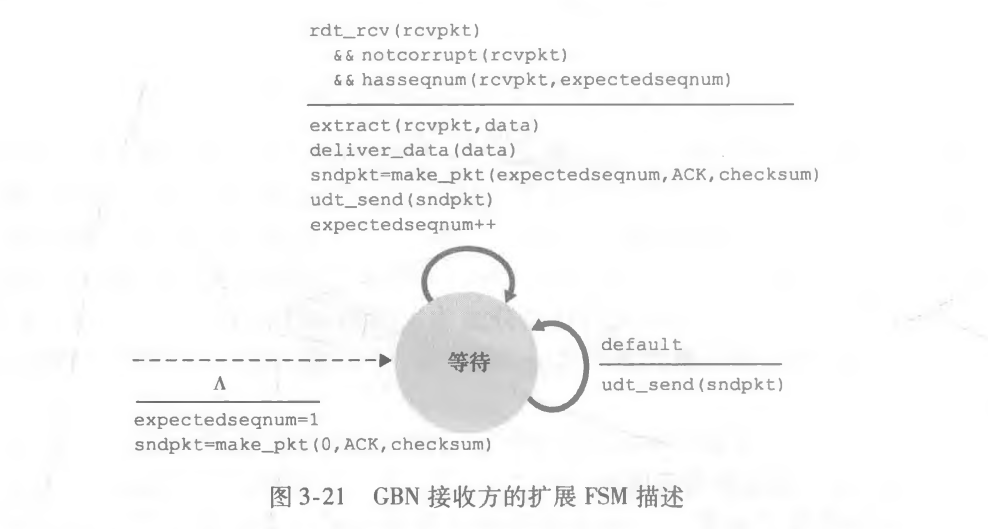 rdt_rcv(rcvpkt)
&& notcorrupt(rcvpkt)
&& hasseqnum(rcvpkt,expectedseqnum)
extract(rcvpkt,data)
deliver_data(data)
sndpkt=make_pkt(expectedseqnum,ACK,checksum)
udt_send(sndpkt)
expectedseqnum++
等待
default
udt_send(sndpkt)
Λ
expectedseqnum=1
sndpkt=make_pkt(0,ACK,checksum)
图 3-21 GBN 接收方的扩展 FSM 描述